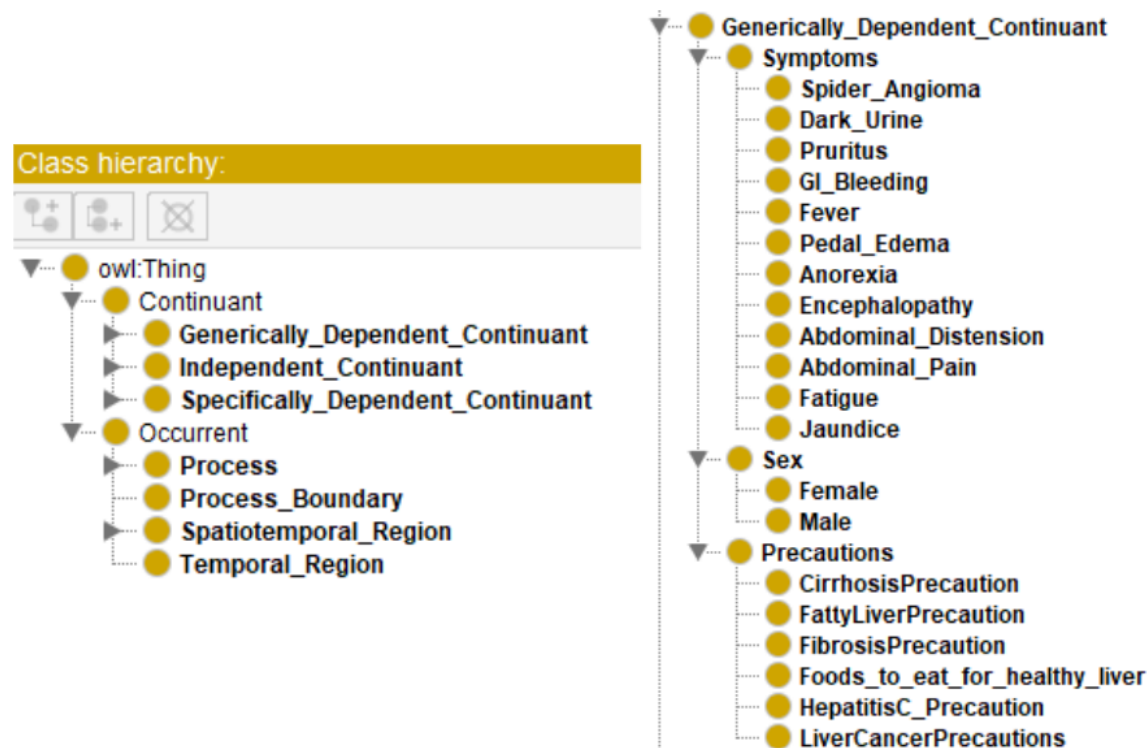 Class hierarchy:
owl:Thing
Continuant
Generically_Dependent_Continuant
Independent_Continuant
Specifically_Dependent_Continuant
Occurrent
Process
Process_Boundary
Spatiotemporal_Region
Temporal_Region
Generically_Dependent_Continuant
Symptoms
Spider_Angioma
Dark_Urine
Pruritus
GI_Bleeding
Fever
Pedal_Edema
Anorexia
Encephalopathy
Abdominal_Distension
Abdominal_Pain
Fatigue
Jaundice
Sex
Female
Male
Precautions
CirrhosisPrecaution
FattyLiverPrecaution
FibrosisPrecaution
Foods_to_eat_for_healthy_liver
HepatitisC_Precaution
LiverCancerPrecautions